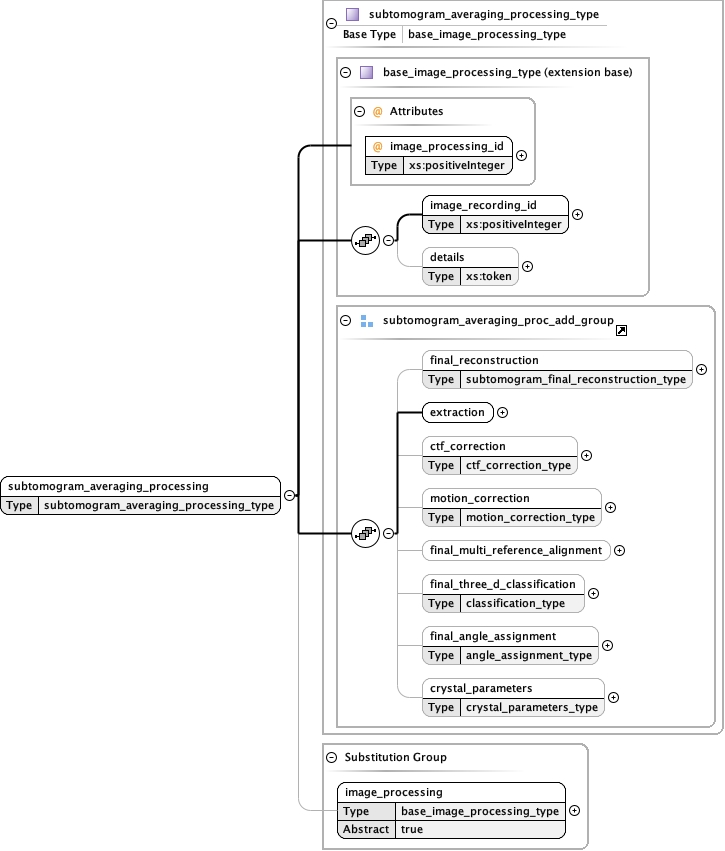 subtomogram_averaging_processing_type
Base Type base_image_processing_type
base_image_processing_type (extension base)
@ Attributes
@ image_processing_id
Type xs:positiveInteger
image_recording_id
Type xs:positiveInteger
details
Type xs:token
subtomogram_averaging_proc_add_group
final_reconstruction
Type subtomogram_final_reconstruction_type
extraction
ctf_correction
Type ctf_correction_type
subtomogram_averaging_processing
Type subtomogram_averaging_processing_type
motion_correction
Type motion_correction_type
final_multi_reference_alignment
final_three_d_classification
Type classification_type
final_angle_assignment
Type angle_assignment_type
crystal_parameters
Type crystal_parameters_type
Substitution Group
image_processing
Type base_image_processing_type
Abstract true